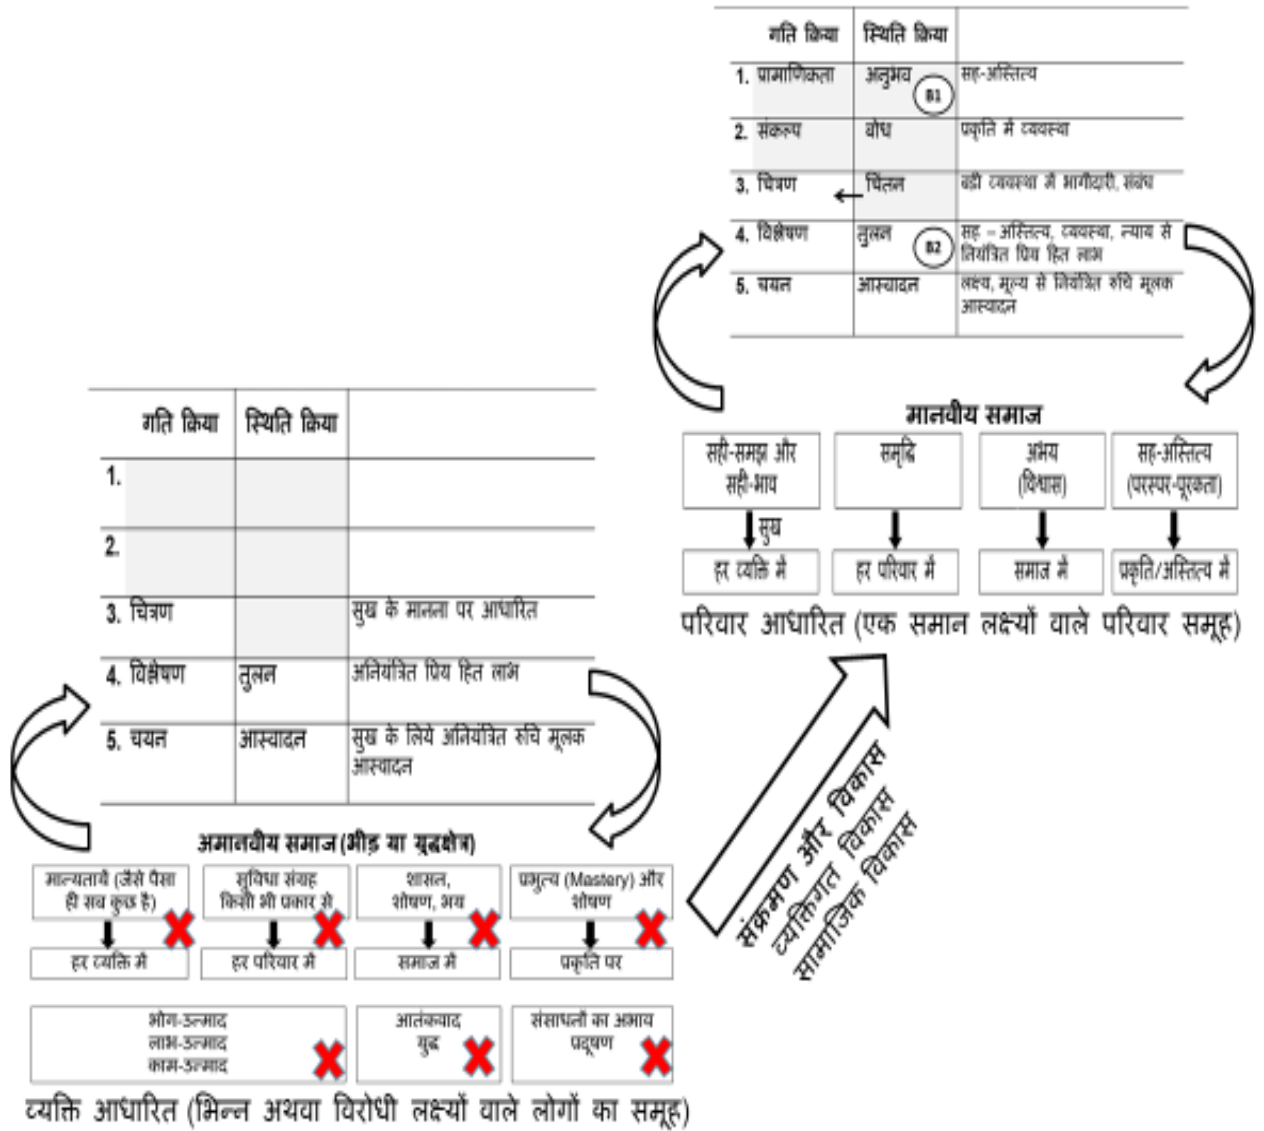 गति क्रिया स्थिति क्रिया
1. प्रामाणिकता अनुभव B1 सह-अस्तित्व
2. संकल्प बोध प्रकृति में व्यवस्था
3. चित्रण चिंतन बड़ी व्यवस्था में भागीदारी, संबंध
4. विश्लेषण तुलन B2 सह – अस्तित्व, व्यवस्था, न्याय से
नियंत्रित प्रिय हित लाभ
5. चयन आस्वादन लक्ष्य, मूल्य से नियंत्रित रुचि मूलक
आस्वादन
मानवीय समाज
सही-समझ और समृद्धि अभय सह-अस्तित्व
सही-भाव (विश्वास) (परस्पर-पूरकता)
सुख
हर व्यक्ति में हर परिवार में समाज में प्रकृति/अस्तित्व में
परिवार आधारित (एक समान लक्ष्यों वाले परिवार समूह)
गति क्रिया स्थिति क्रिया
1.
2.
3. चित्रण सुख के मानना पर आधारित
4. विश्लेषण तुलन अनियंत्रित प्रिय हित लाभ
5. चयन आस्वादन सुख के लिये अनियंत्रित रुचि मूलक
आस्वादन
अमानवीय समाज (भीड़ या युद्धक्षेत्र)
मान्यतायें (जैसे पैसा सुविधा संग्रह शासन, प्रभुत्व (Mastery) और
ही सब कुछ है) किसी भी प्रकार से शोषण, भय शोषण
हर व्यक्ति में हर परिवार में समाज में प्रकृति पर
भोग-उन्माद आतंकवाद संसाधनों का अभाव
लाभ-उन्माद युद्ध प्रदूषण
काम-उन्माद
व्यक्ति आधारित (भिन्न अथवा विरोधी लक्ष्यों वाले लोगों का समूह)
संक्रमण और विकास
व्यक्तिगत विकास
सामाजिक विकास